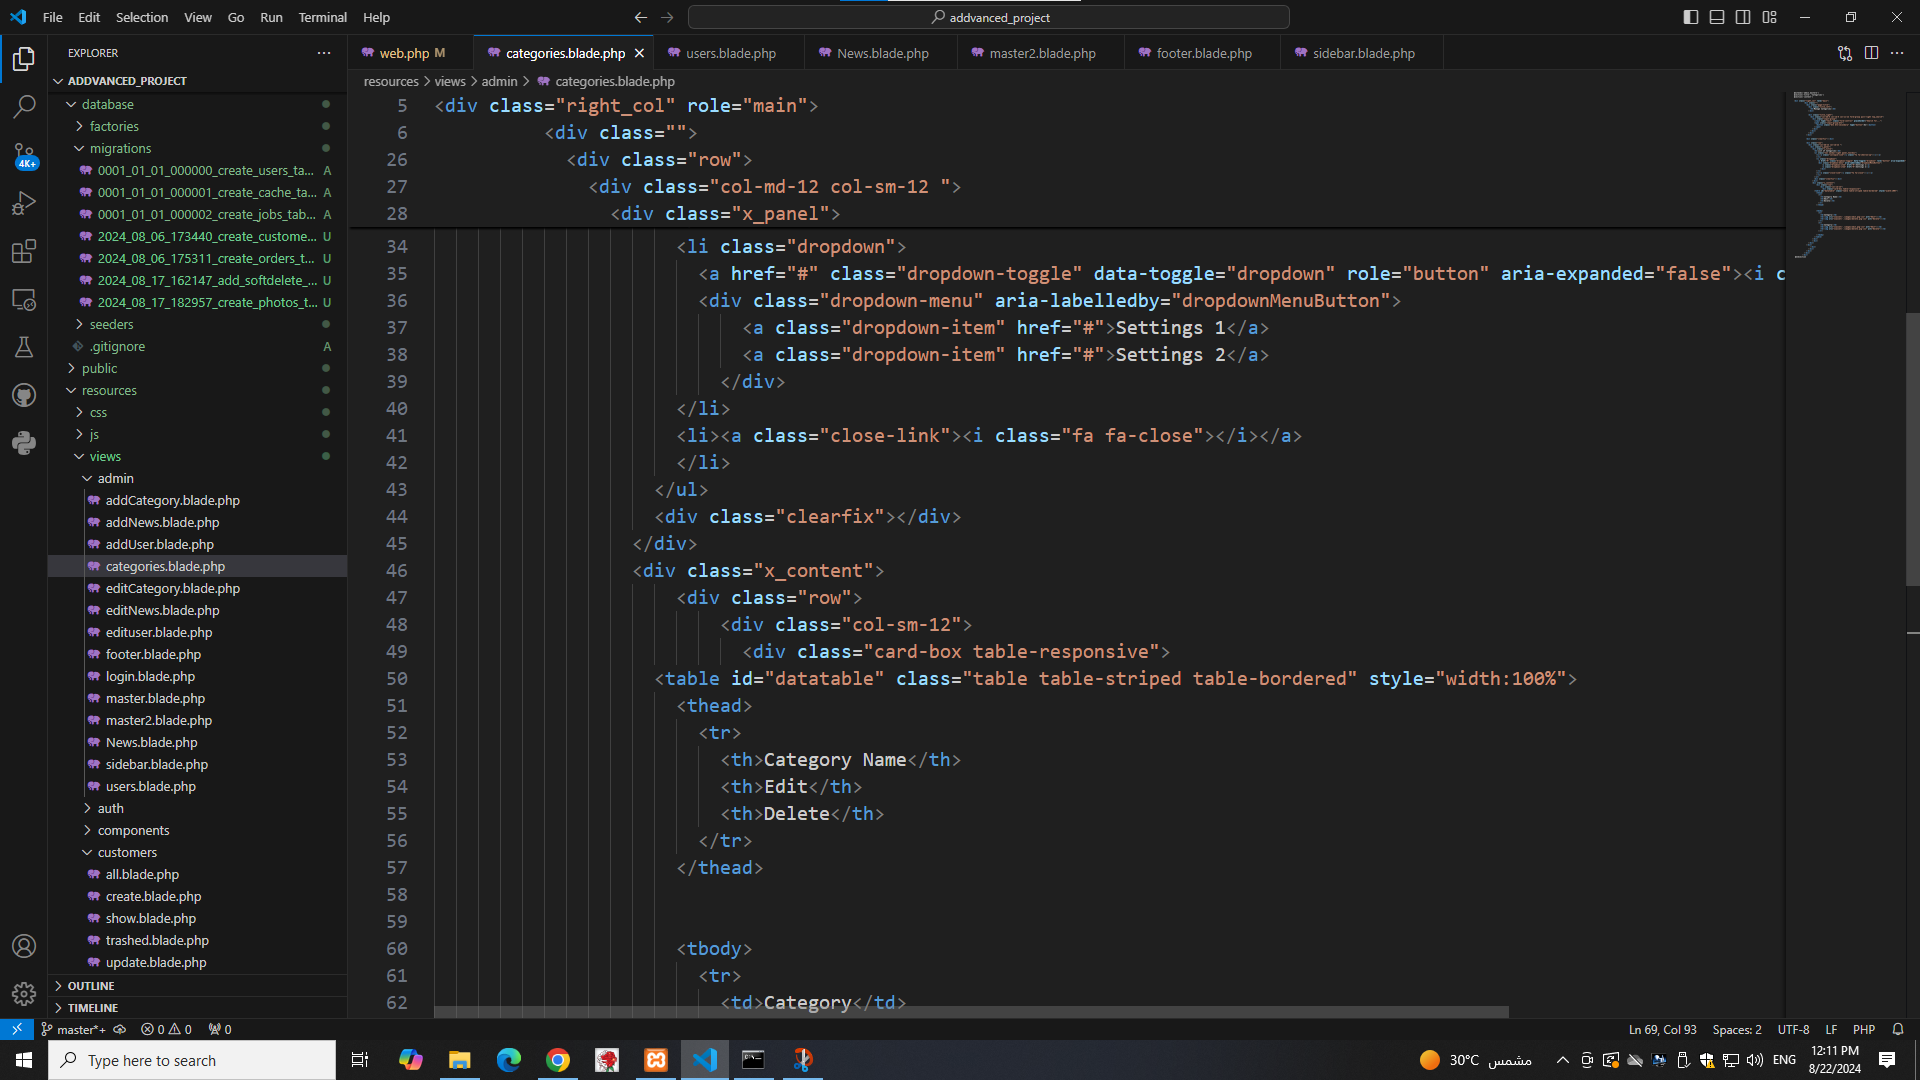 File Edit Selection View Go Run Terminal Help
addvanced_project
EXPLORER
ADDVANCED_PROJECT
database
factories
migrations
0001_01_01_000000_create_users_ta... A
0001_01_01_000001_create_cache_ta... A
0001_01_01_000002_create_jobs_tab... A
2024_08_06_173440_create_custome... U
2024_08_06_175311_create_orders_t... U
2024_08_17_162147_add_softdelete_... U
2024_08_17_182957_create_photos_t... U
seeders
.gitignore A
public
resources
css
js
views
admin
addCategory.blade.php
addNews.blade.php
addUser.blade.php
categories.blade.php
editCategory.blade.php
editNews.blade.php
edituser.blade.php
footer.blade.php
login.blade.php
master.blade.php
master2.blade.php
News.blade.php
sidebar.blade.php
users.blade.php
auth
components
customers
all.blade.php
create.blade.php
show.blade.php
trashed.blade.php
update.blade.php
OUTLINE
TIMELINE
4K+
web.php M categories.blade.php users.blade.php News.blade.php master2.blade.php footer.blade.php sidebar.blade.php
resources > views > admin > categories.blade.php
5 <div class="right_col" role="main">
6 <div class="">
26 <div class="row">
27 <div class="col-md-12 col-sm-12 ">
28 <div class="x_panel">
34 <li class="dropdown">
35 <a href="#" class="dropdown-toggle" data-toggle="dropdown" role="button" aria-expanded="false"><i c
36 <div class="dropdown-menu" aria-labelledby="dropdownMenuButton">
37 <a class="dropdown-item" href="#">Settings 1</a>
38 <a class="dropdown-item" href="#">Settings 2</a>
39 </div>
40 </li>
41 <li><a class="close-link"><i class="fa fa-close"></i></a>
42 </li>
43 </ul>
44 <div class="clearfix"></div>
45 </div>
46 <div class="x_content">
47 <div class="row">
48 <div class="col-sm-12">
49 <div class="card-box table-responsive">
50 <table id="datatable" class="table table-striped table-bordered" style="width:100%">
51 <thead>
52 <tr>
53 <th>Category Name</th>
54 <th>Edit</th>
55 <th>Delete</th>
56 </tr>
57 </thead>
58
59
60 <tbody>
61 <tr>
62 <td>Category</td>
master*+ 0 0 0
Ln 69, Col 93 Spaces: 2 UTF-8 LF PHP
Type here to search
30°C مشمس
ENG
12:11 PM
8/22/2024